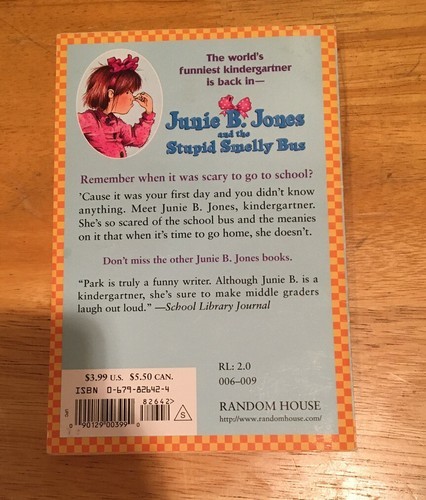 The world's
funniest kindergartner
is back in—
Junie B. Jones
and the
Stupid Smelly Bus
Remember when it was scary to go to school?
'Cause it was your first day and you didn't know
anything. Meet Junie B. Jones, kindergartner.
She's so scared of the school bus and the meanies
on it that when it's time to go home, she doesn't.
Don't miss the other Junie B. Jones books.
"Park is truly a funny writer. Although Junie B. is a
kindergartner, she's sure to make middle graders
laugh out loud." —School Library Journal
$3.99 U.S. $5.50 CAN.
ISBN 0-679-82642-4
82642>
S
0 90129 00399 0
RL: 2.0
006–009
RANDOM HOUSE
http://www.randomhouse.com/